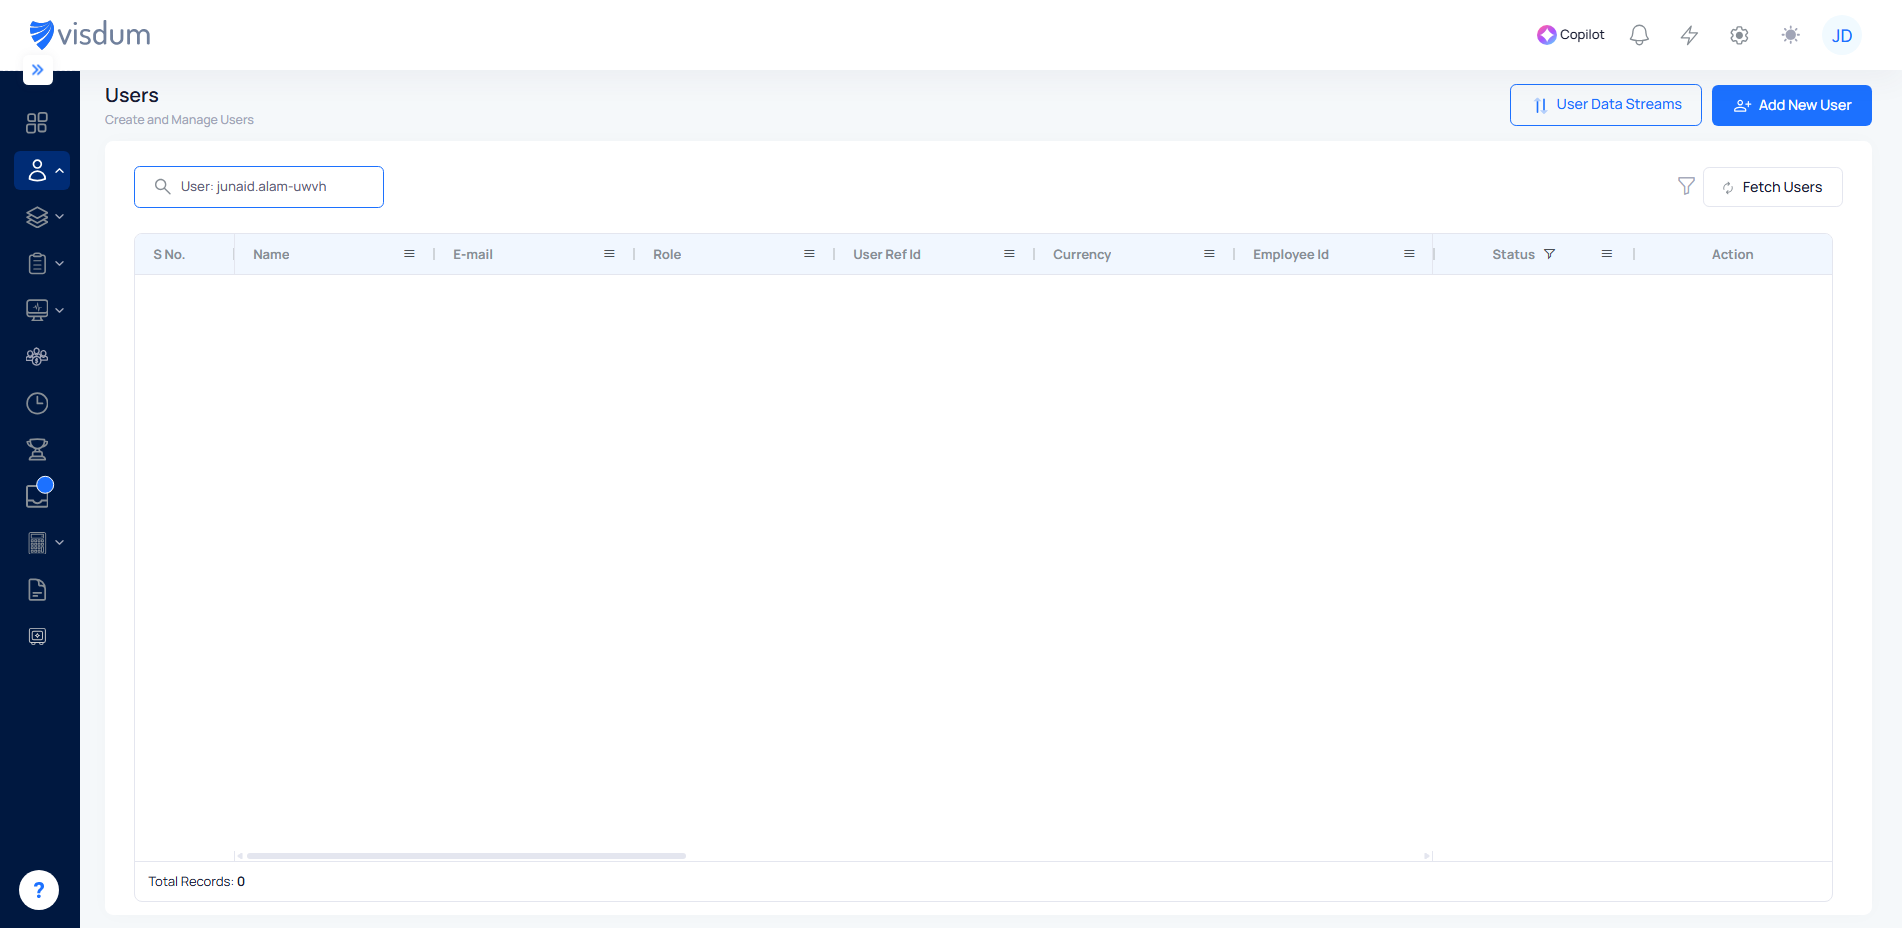 visdum
Copilot
JD
Users
Create and Manage Users
User Data Streams
Add New User
User: junaid.alam-uwvh
Fetch Users
S No. Name E-mail Role User Ref Id Currency Employee Id Status Action
Total Records: 0
?